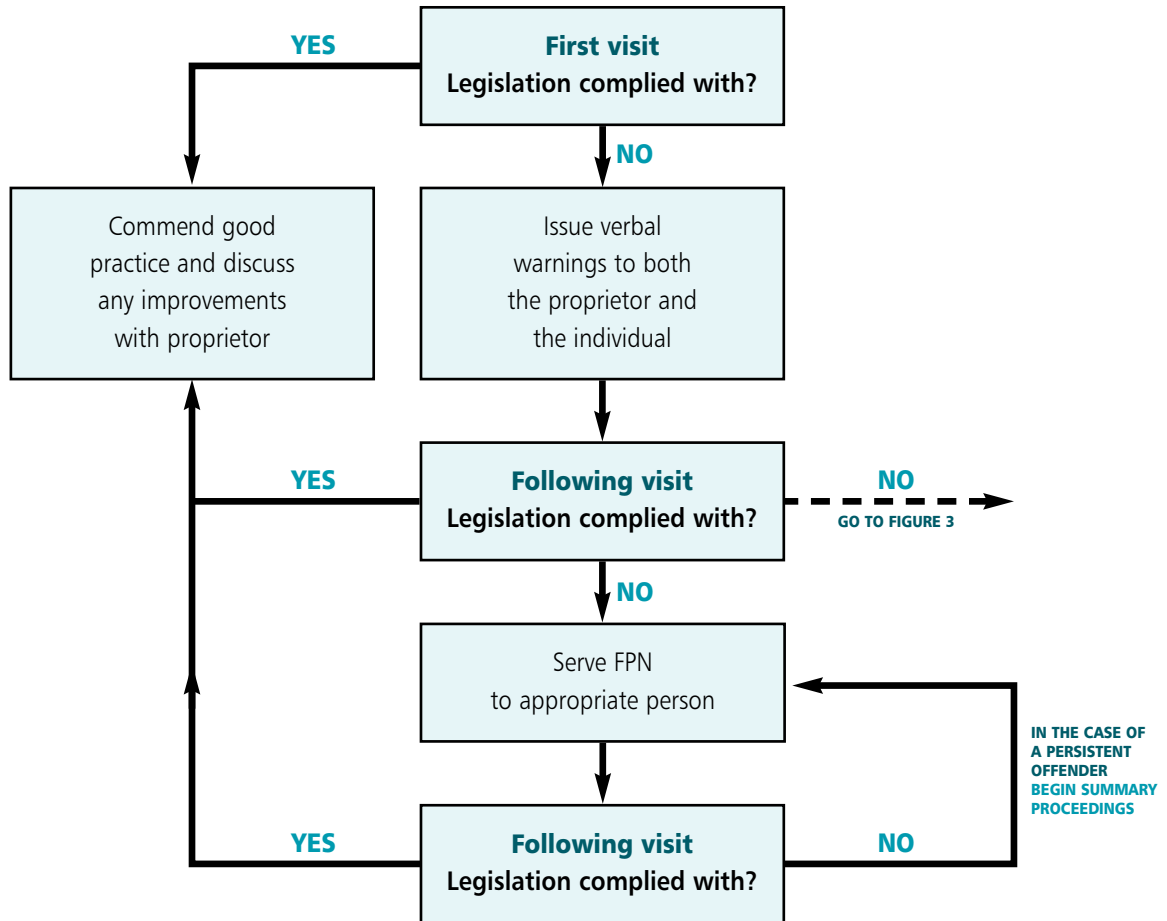 YES
First visit
Legislation complied with?
NO
Commend good
practice and discuss
any improvements
with proprietor
Issue verbal
warnings to both
the proprietor and
the individual
YES
Following visit
Legislation complied with?
NO
GO TO FIGURE 3
NO
Serve FPN
to appropriate person
IN THE CASE OF
A PERSISTENT
OFFENDER
BEGIN SUMMARY
PROCEEDINGS
YES
Following visit
Legislation complied with?
NO